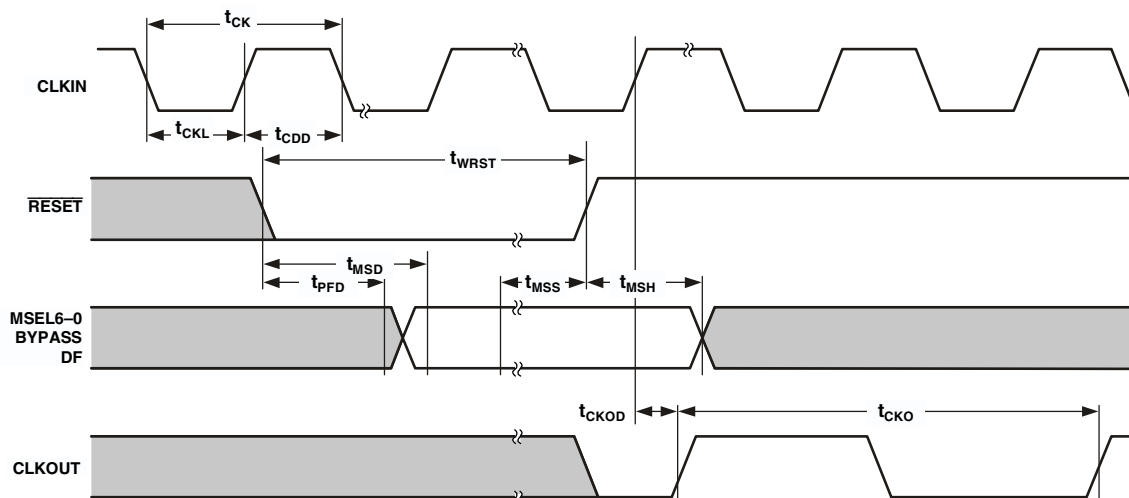 tCK
CLKIN
tCKL
tCDD
tWRST
RESET
tMSD
tPFD
tMSS
tMSH
MSEL6–0
BYPASS
DF
tCKOD
tCKO
CLKOUT